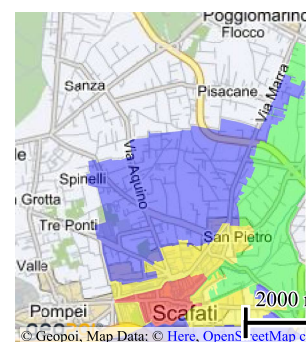 Poggiomarino
Flocco
Sanza
Pisacane
Via Marra
Via Aquino
Spinelli
Grotta
Tre Ponti
San Pietro
Valle
Pompei
Scafati
2000
© Geopoi, Map Data: © Here, OpenStreetMap c